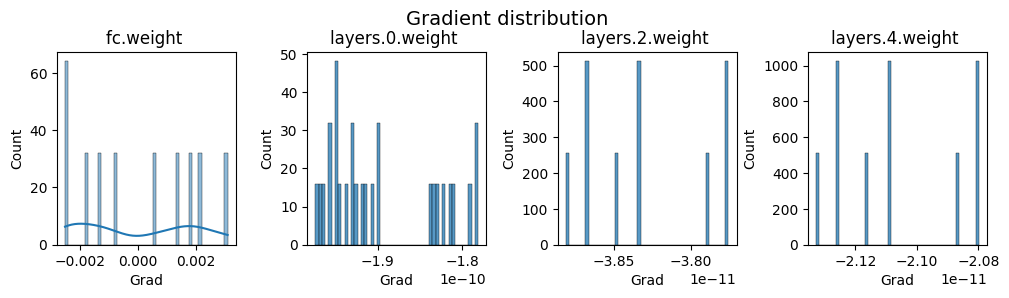 Gradient distribution
fc.weight
layers.0.weight
layers.2.weight
layers.4.weight
Count
60
40
20
0
−0.002
0.000
0.002
Grad
Count
50
40
30
20
10
0
−1.9
−1.8
1e−10
Grad
Count
500
400
300
200
100
0
−3.85
−3.80
1e−11
Grad
Count
1000
800
600
400
200
0
−2.12
−2.10
−2.08
1e−11
Grad